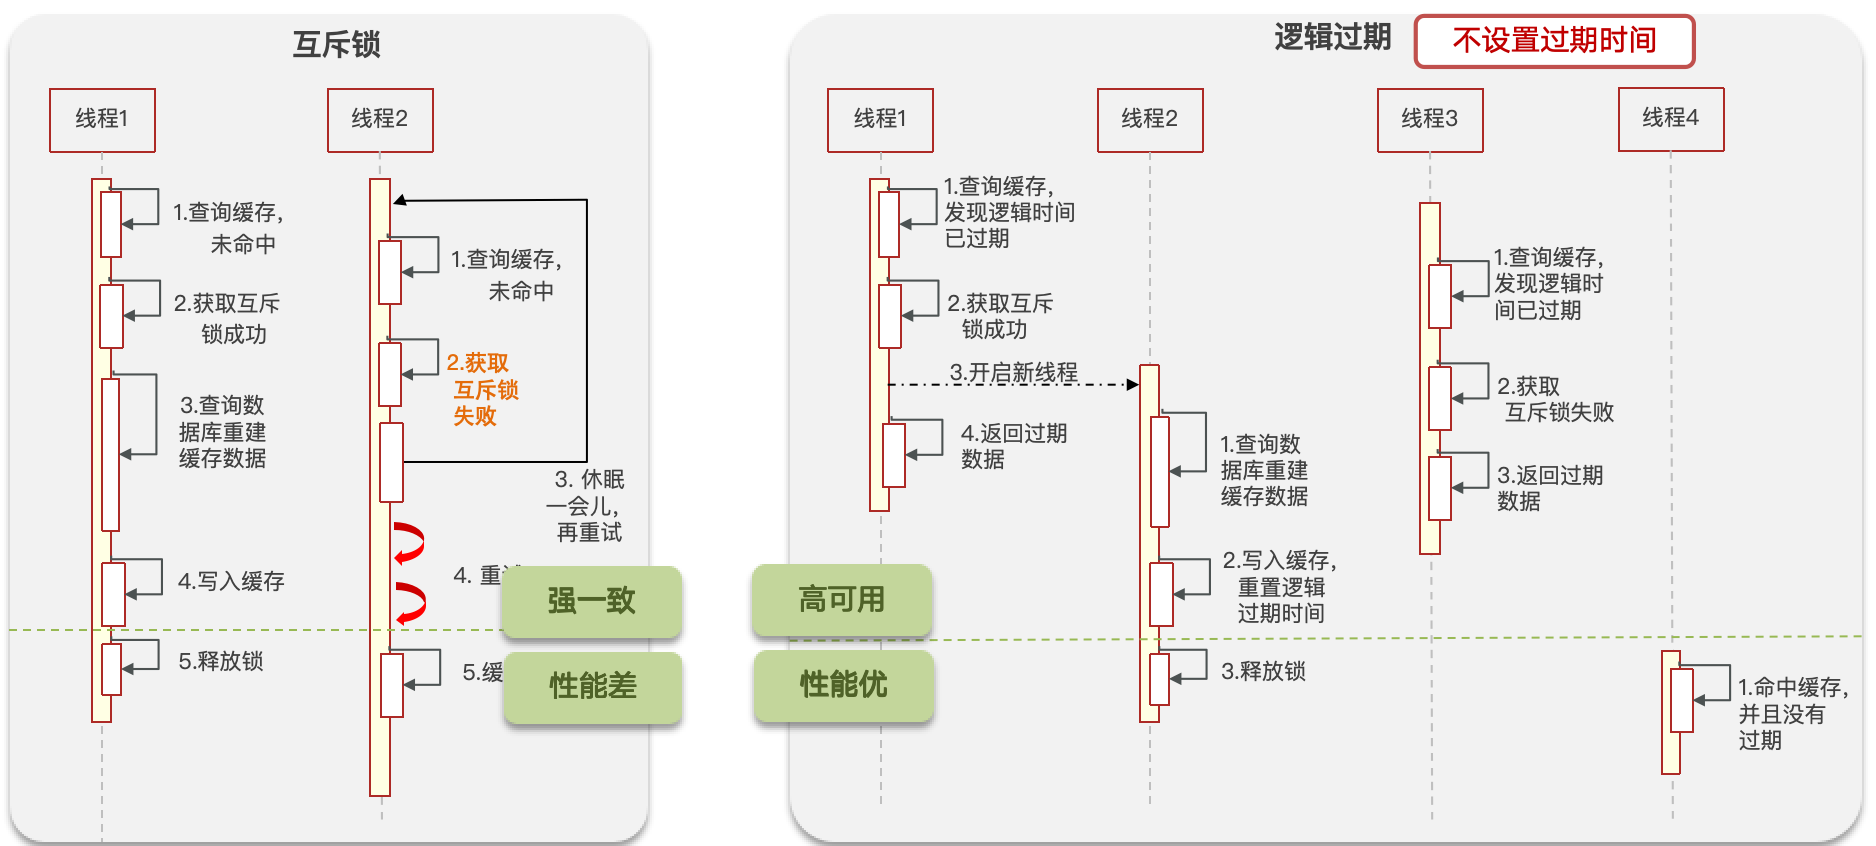 互斥锁
线程1
线程2
1.查询缓存，
未命中
2.获取互斥
锁成功
3.查询数
据库重建
缓存数据
4.写入缓存
5.释放锁
1.查询缓存，
未命中
2.获取
互斥锁
失败
3. 休眠
一会儿，
再重试
4. 重
5.缓
强一致
性能差
逻辑过期
不设置过期时间
线程1
线程2
线程3
线程4
1.查询缓存，
发现逻辑时间
已过期
2.获取互斥
锁成功
3.开启新线程
4.返回过期
数据
1.查询数
据库重建
缓存数据
2.写入缓存，
重置逻辑
过期时间
3.释放锁
1.查询缓存，
发现逻辑时
间已过期
2.获取
互斥锁失败
3.返回过期
数据
1.命中缓存，
并且没有
过期
高可用
性能优